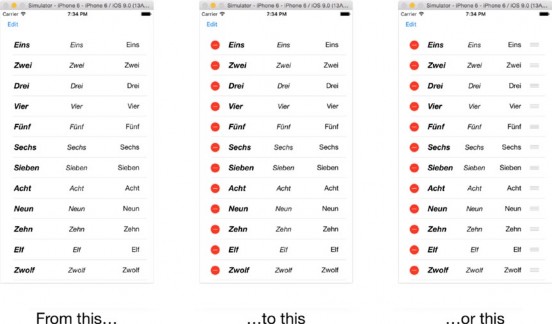 Simulator - iPhone 6 - iPhone 6 / iOS 9.0 (13A...
Carrier 7:34 PM
Edit
Eins Eins Eins
Zwei Zwei Zwei
Drei Drei Drei
Vier Vier Vier
Fünf Fünf Fünf
Sechs Sechs Sechs
Sieben Sieben Sieben
Acht Acht Acht
Neun Neun Neun
Zehn Zehn Zehn
Elf Elf Elf
Zwolf Zwolf Zwolf
From this...
Simulator - iPhone 6 - iPhone 6 / iOS 9.0 (13A...
Carrier 7:34 PM
Edit
Eins Eins Eins
Zwei Zwei Zwei
Drei Drei Drei
Vier Vier Vier
Fünf Fünf Fünf
Sechs Sechs Sechs
Sieben Sieben Sieben
Acht Acht Acht
Neun Neun Neun
Zehn Zehn Zehn
Elf Elf Elf
Zwolf Zwolf Zwolf
...to this
Simulator - iPhone 6 - iPhone 6 / iOS 9.0 (13A...
Carrier 7:34 PM
Edit
Eins Eins Eins
Zwei Zwei Zwei
Drei Drei Drei
Vier Vier Vier
Fünf Fünf Fünf
Sechs Sechs Sechs
Sieben Sieben Sieben
Acht Acht Acht
Neun Neun Neun
Zehn Zehn Zehn
Elf Elf Elf
Zwolf Zwolf Zwolf
...or this